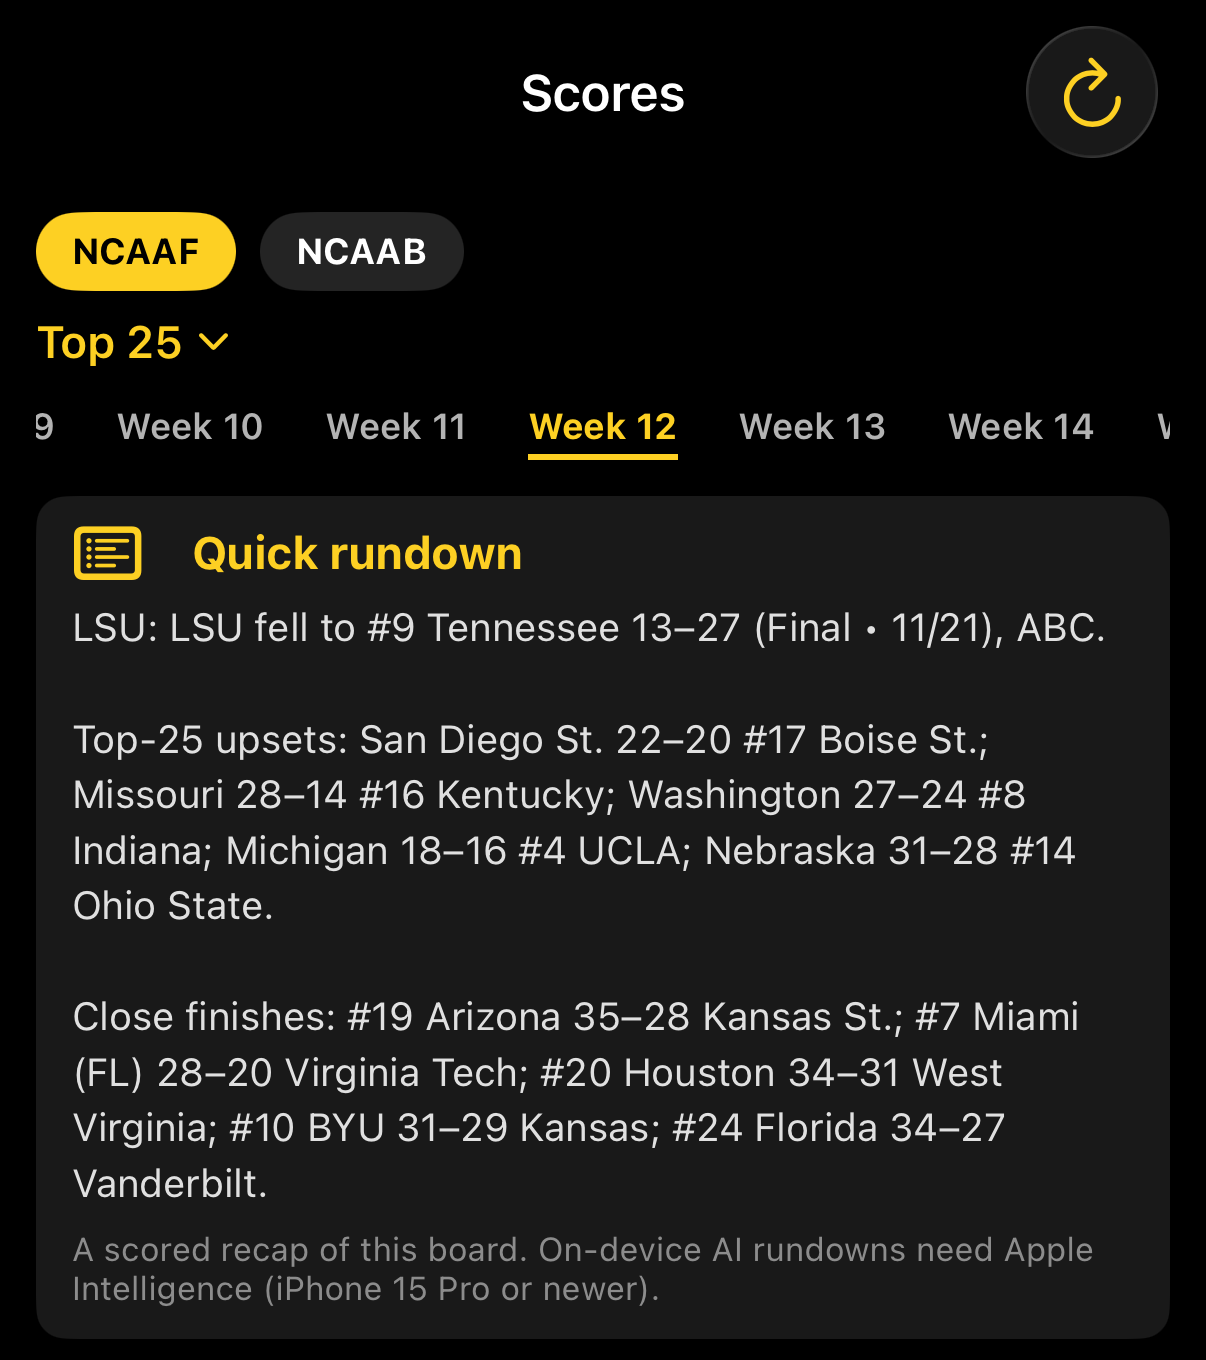 Scores
NCAAF NCAAB
Top 25
9 Week 10 Week 11 Week 12 Week 13 Week 14
Quick rundown
LSU: LSU fell to #9 Tennessee 13–27 (Final • 11/21), ABC.
Top-25 upsets: San Diego St. 22–20 #17 Boise St.;
Missouri 28–14 #16 Kentucky; Washington 27–24 #8
Indiana; Michigan 18–16 #4 UCLA; Nebraska 31–28 #14
Ohio State.
Close finishes: #19 Arizona 35–28 Kansas St.; #7 Miami
(FL) 28–20 Virginia Tech; #20 Houston 34–31 West
Virginia; #10 BYU 31–29 Kansas; #24 Florida 34–27
Vanderbilt.
A scored recap of this board. On-device AI rundowns need Apple
Intelligence (iPhone 15 Pro or newer).